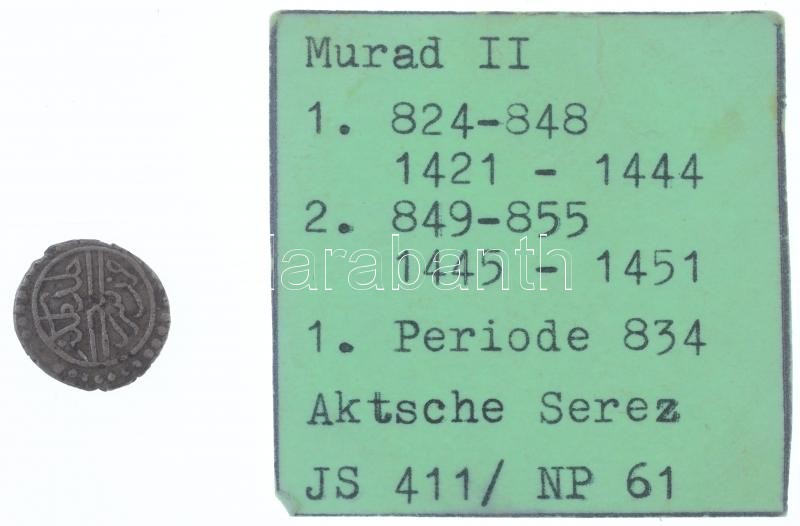 Murad II
1. 824-848
1421 - 1444
2. 849-855
1445 - 1451
1. Periode 834
Aktsche Serez
JS 411/ NP 61